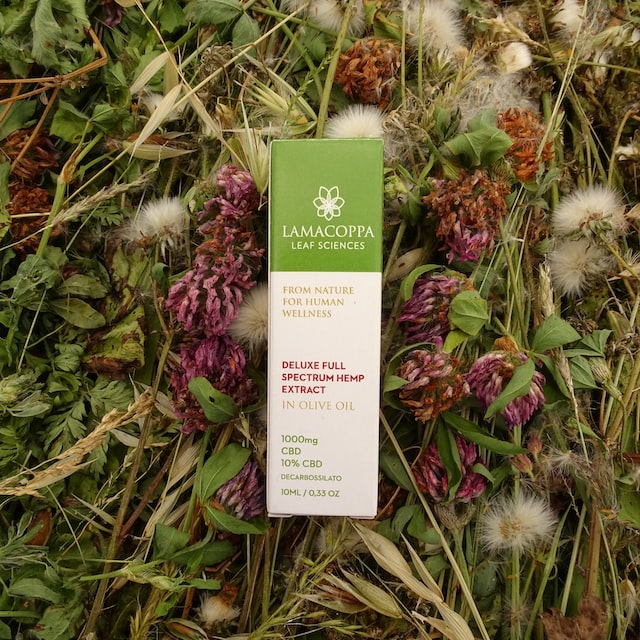 LAMACOPPA
LEAF SCIENCES
FROM NATURE
FOR HUMAN
WELLNESS
DELUXE FULL
SPECTRUM HEMP
EXTRACT
IN OLIVE OIL
1000mg
CBD
10% CBD
DECARBOSSILATO
10ML / 0,33 OZ